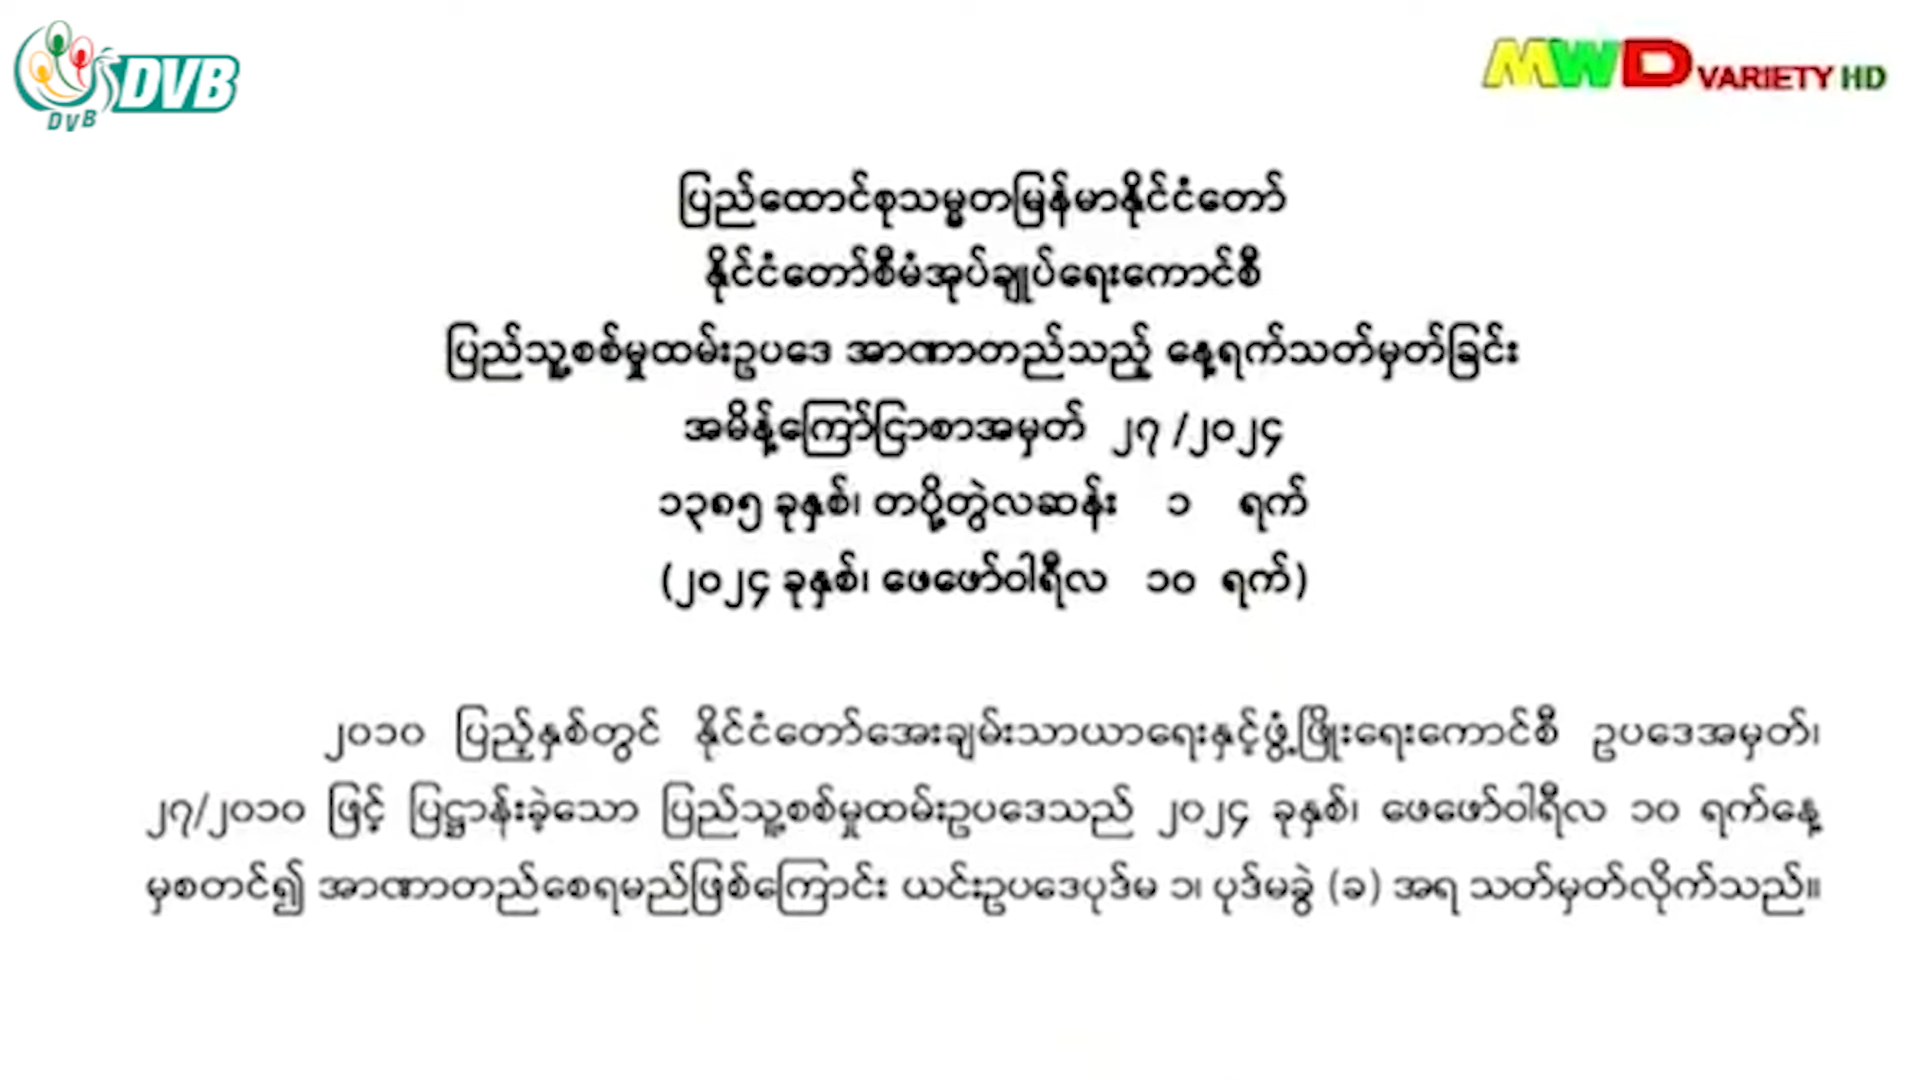 DVB
DVB
MWD VARIETY HD
ပြည်ထောင်စုသမ္မတမြန်မာနိုင်ငံတော်
နိုင်ငံတော်စီမံအုပ်ချုပ်ရေးကောင်စီ
ပြည်သူ့စစ်မှုထမ်းဥပဒေ အာဏာတည်သည့် နေ့ရက်သတ်မှတ်ခြင်း
အမိန့်ကြော်ငြာစာအမှတ် ၂၇ /၂၀၂၄
၁၃၈၅ ခုနှစ်၊ တပို့တွဲလဆန်း ၁ ရက်
(၂၀၂၄ ခုနှစ်၊ ဖေဖော်ဝါရီလ ၁၀ ရက်)
၂၀၁၀ ပြည့်နှစ်တွင် နိုင်ငံတော်အေးချမ်းသာယာရေးနှင့်ဖွံ့ဖြိုးရေးကောင်စီ ဥပဒေအမှတ်၊
၂၇/၂၀၁၀ ဖြင့် ပြဋ္ဌာန်းခဲ့သော ပြည်သူ့စစ်မှုထမ်းဥပဒေသည် ၂၀၂၄ ခုနှစ်၊ ဖေဖော်ဝါရီလ ၁၀ ရက်နေ့
မှစတင်၍ အာဏာတည်စေရမည်ဖြစ်ကြောင်း ယင်းဥပဒေပုဒ်မ ၁၊ ပုဒ်မခွဲ (ခ) အရ သတ်မှတ်လိုက်သည်။